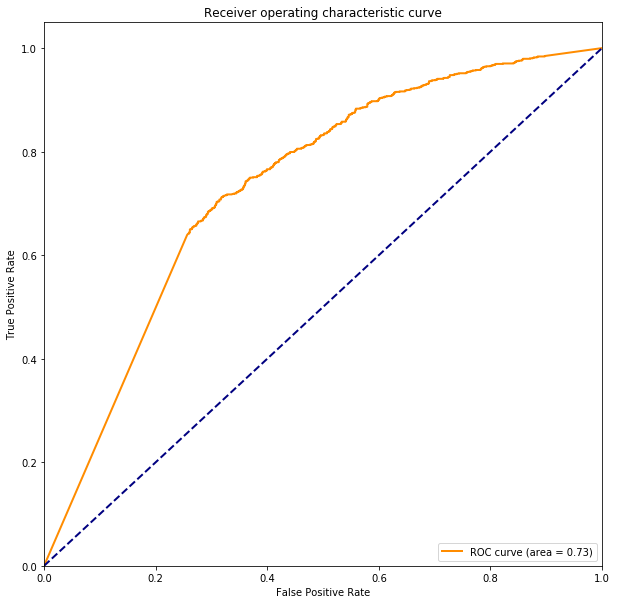 Receiver operating characteristic curve
True Positive Rate
1.0
0.8
0.6
0.4
0.2
0.0
0.0 0.2 0.4 0.6 0.8 1.0
False Positive Rate
ROC curve (area = 0.73)